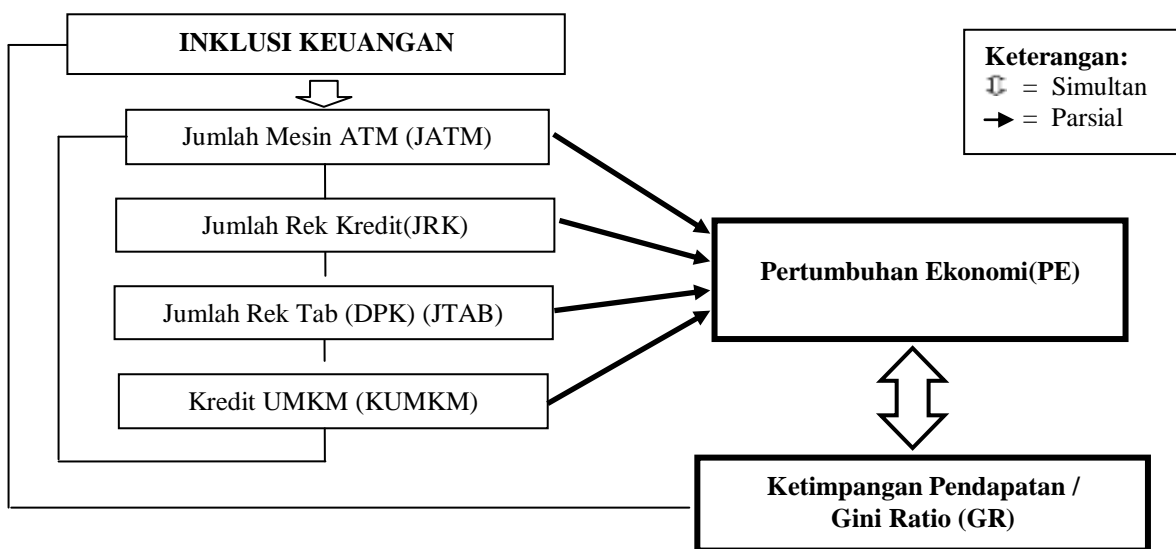 INKLUSI KEUANGAN
Jumlah Mesin ATM (JATM)
Jumlah Rek Kredit(JRK)
Jumlah Rek Tab (DPK) (JTAB)
Kredit UMKM (KUMKM)
Keterangan:
= Simultan
= Parsial
Pertumbuhan Ekonomi(PE)
Ketimpangan Pendapatan /
Gini Ratio (GR)